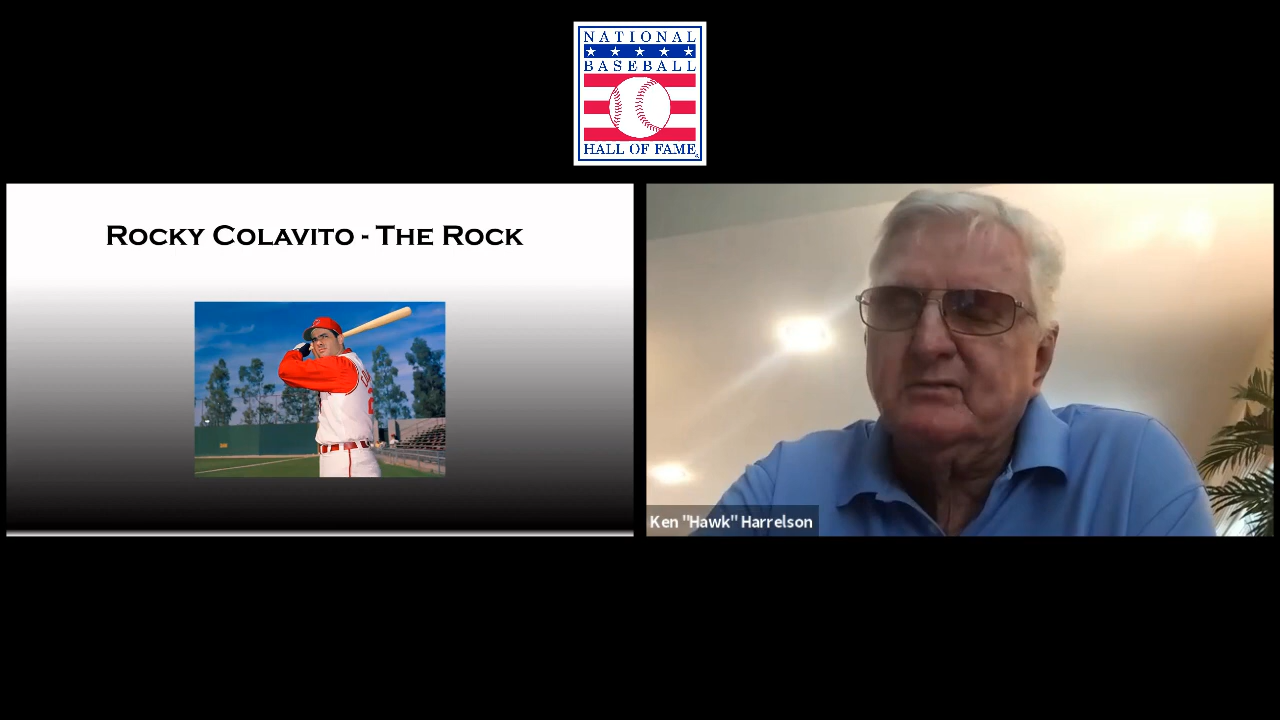 NATIONAL
BASEBALL
HALL OF FAME
ROCKY COLAVITO - THE ROCK
Ken "Hawk" Harrelson